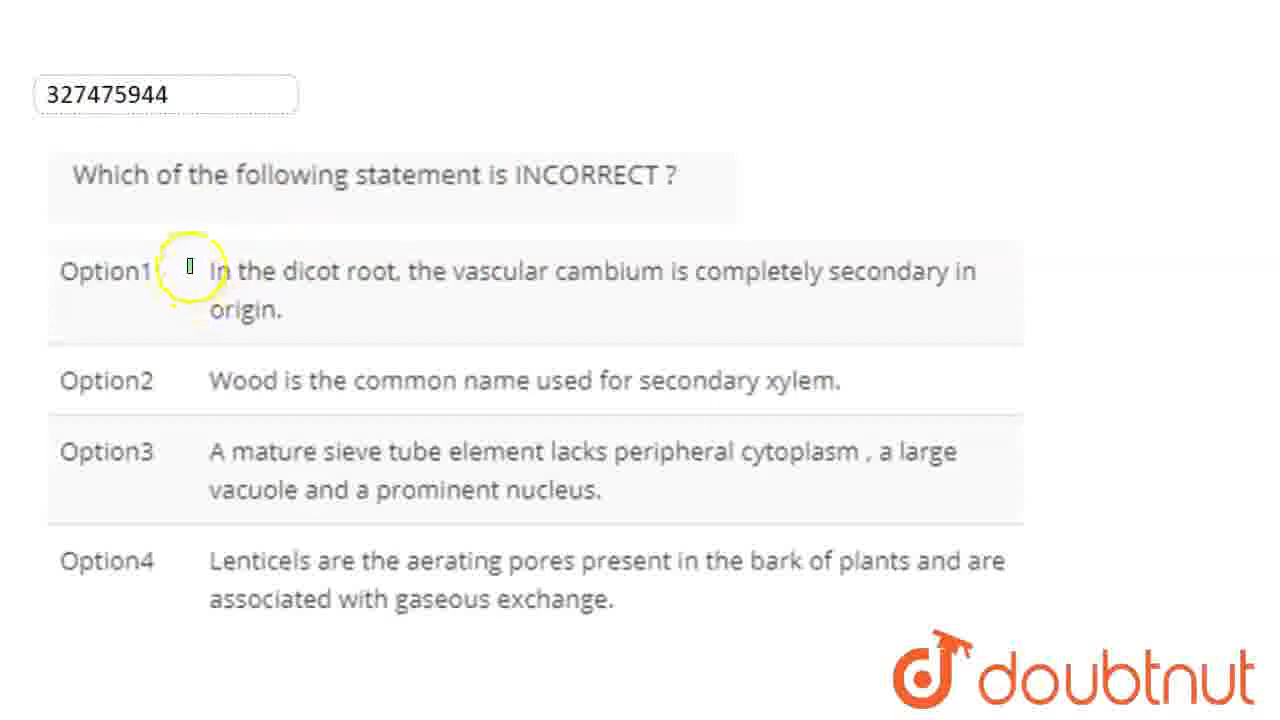 327475944
Which of the following statement is INCORRECT ?
Option1 In the dicot root, the vascular cambium is completely secondary in
origin.
Option2 Wood is the common name used for secondary xylem.
Option3 A mature sieve tube element lacks peripheral cytoplasm , a large
vacuole and a prominent nucleus.
Option4 Lenticels are the aerating pores present in the bark of plants and are
associated with gaseous exchange.
doubtnut